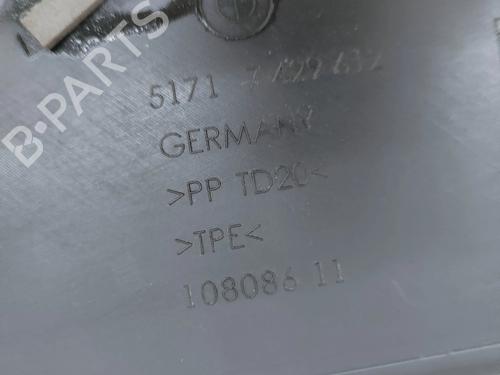 5171
GERMANY
>PP TD20<
>TPE<
108086 11
B-PARTS